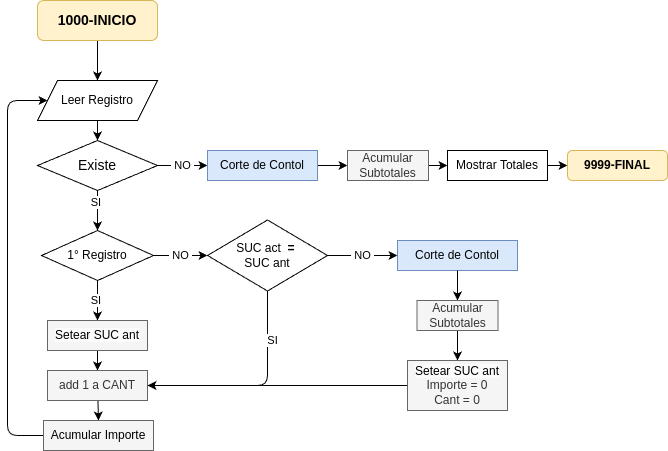 1000-INICIO
Leer Registro
Existe
NO
Corte de Contol
Acumular
Subtotales
Mostrar Totales
9999-FINAL
SI
1° Registro
NO
SUC act =
SUC ant
NO
Corte de Contol
SI
Acumular
Subtotales
Setear SUC ant
SI
Setear SUC ant
Importe = 0
Cant = 0
add 1 a CANT
Acumular Importe